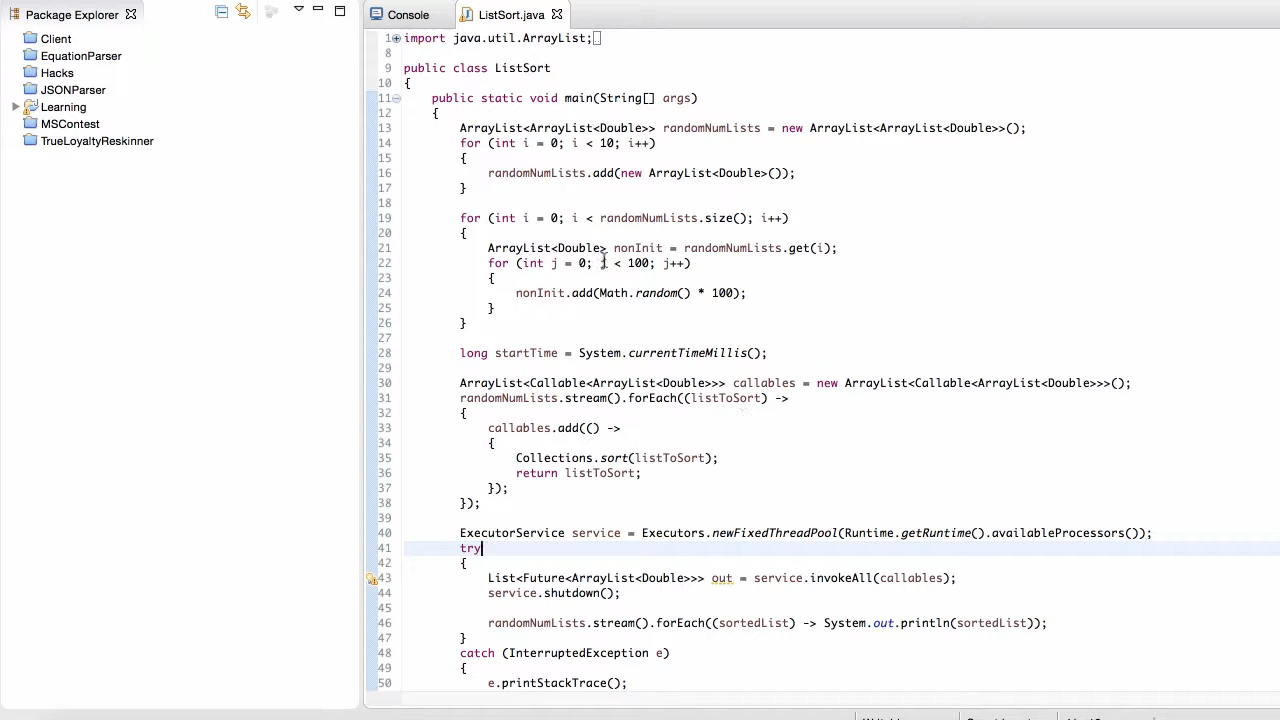 Package Explorer
Client
EquationParser
Hacks
JSONParser
Learning
MSContest
TrueLoyaltyReskinner
Console
ListSort.java
1 import java.util.ArrayList;
8
9 public class ListSort
10 {
11 public static void main(String[] args)
12 {
13 ArrayList<ArrayList<Double>> randomNumLists = new ArrayList<ArrayList<Double>>();
14 for (int i = 0; i < 10; i++)
15 {
16 randomNumLists.add(new ArrayList<Double>());
17 }
18
19 for (int i = 0; i < randomNumLists.size(); i++)
20 {
21 ArrayList<Double> nonInit = randomNumLists.get(i);
22 for (int j = 0; j < 100; j++)
23 {
24 nonInit.add(Math.random() * 100);
25 }
26 }
27
28 long startTime = System.currentTimeMillis();
29
30 ArrayList<Callable<ArrayList<Double>>> callables = new ArrayList<Callable<ArrayList<Double>>>();
31 randomNumLists.stream().forEach((listToSort) ->
32 {
33 callables.add(() ->
34 {
35 Collections.sort(listToSort);
36 return listToSort;
37 });
38 });
39
40 ExecutorService service = Executors.newFixedThreadPool(Runtime.getRuntime().availableProcessors());
41 try
42 {
43 List<Future<ArrayList<Double>>> out = service.invokeAll(callables);
44 service.shutdown();
45
46 randomNumLists.stream().forEach((sortedList) -> System.out.println(sortedList));
47 }
48 catch (InterruptedException e)
49 {
50 e.printStackTrace();